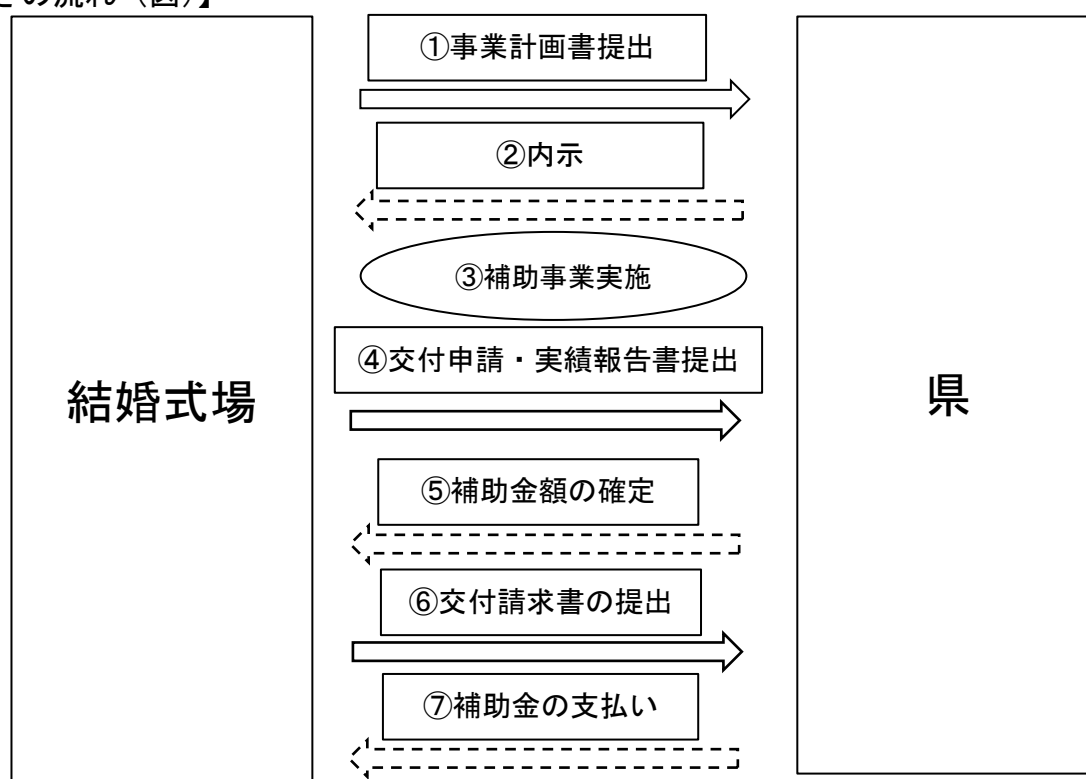 の流れ（図）】
①事業計画書提出
②内示
③補助事業実施
④交付申請・実績報告書提出
結婚式場
県
⑤補助金額の確定
⑥交付請求書の提出
⑦補助金の支払い